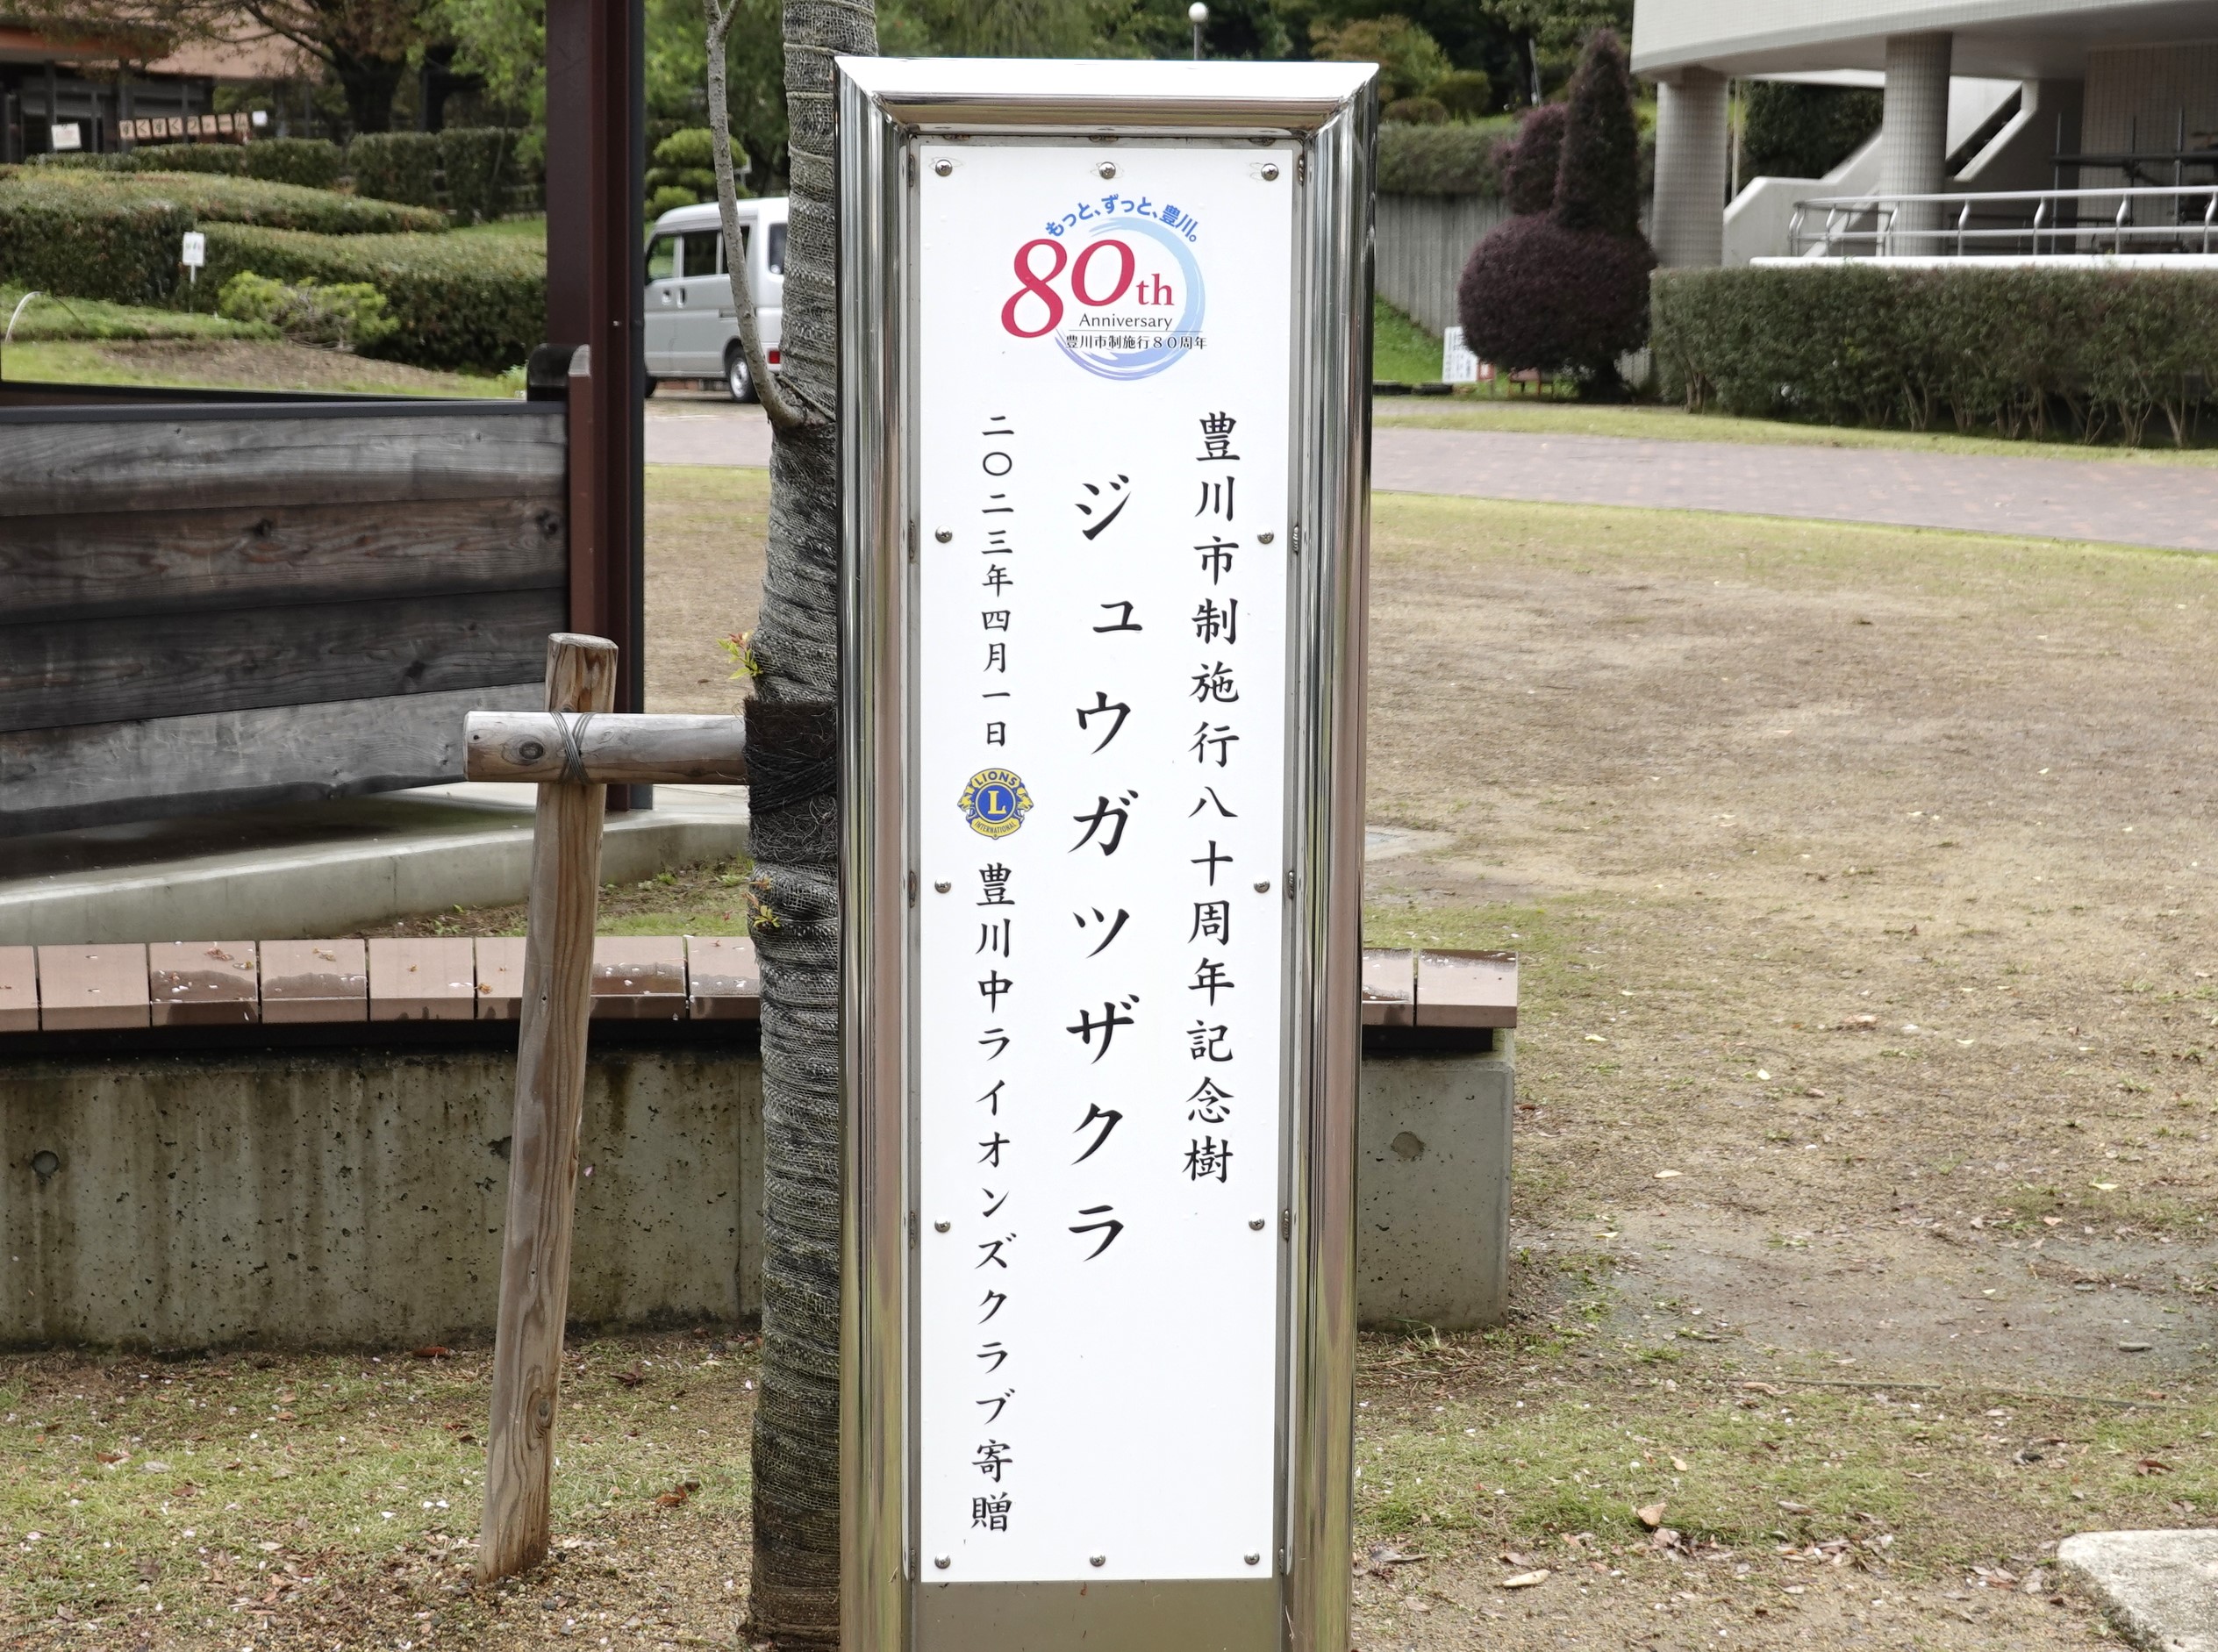 もっと、ずっと、豊川。
80th
Anniversary
豊川市制施行80周年
豊川市制施行八十周年記念樹
ジュウガツザクラ
二〇二三年四月一日
LIONS
L
INTERNATIONAL
豊川中ライオンズクラブ寄贈